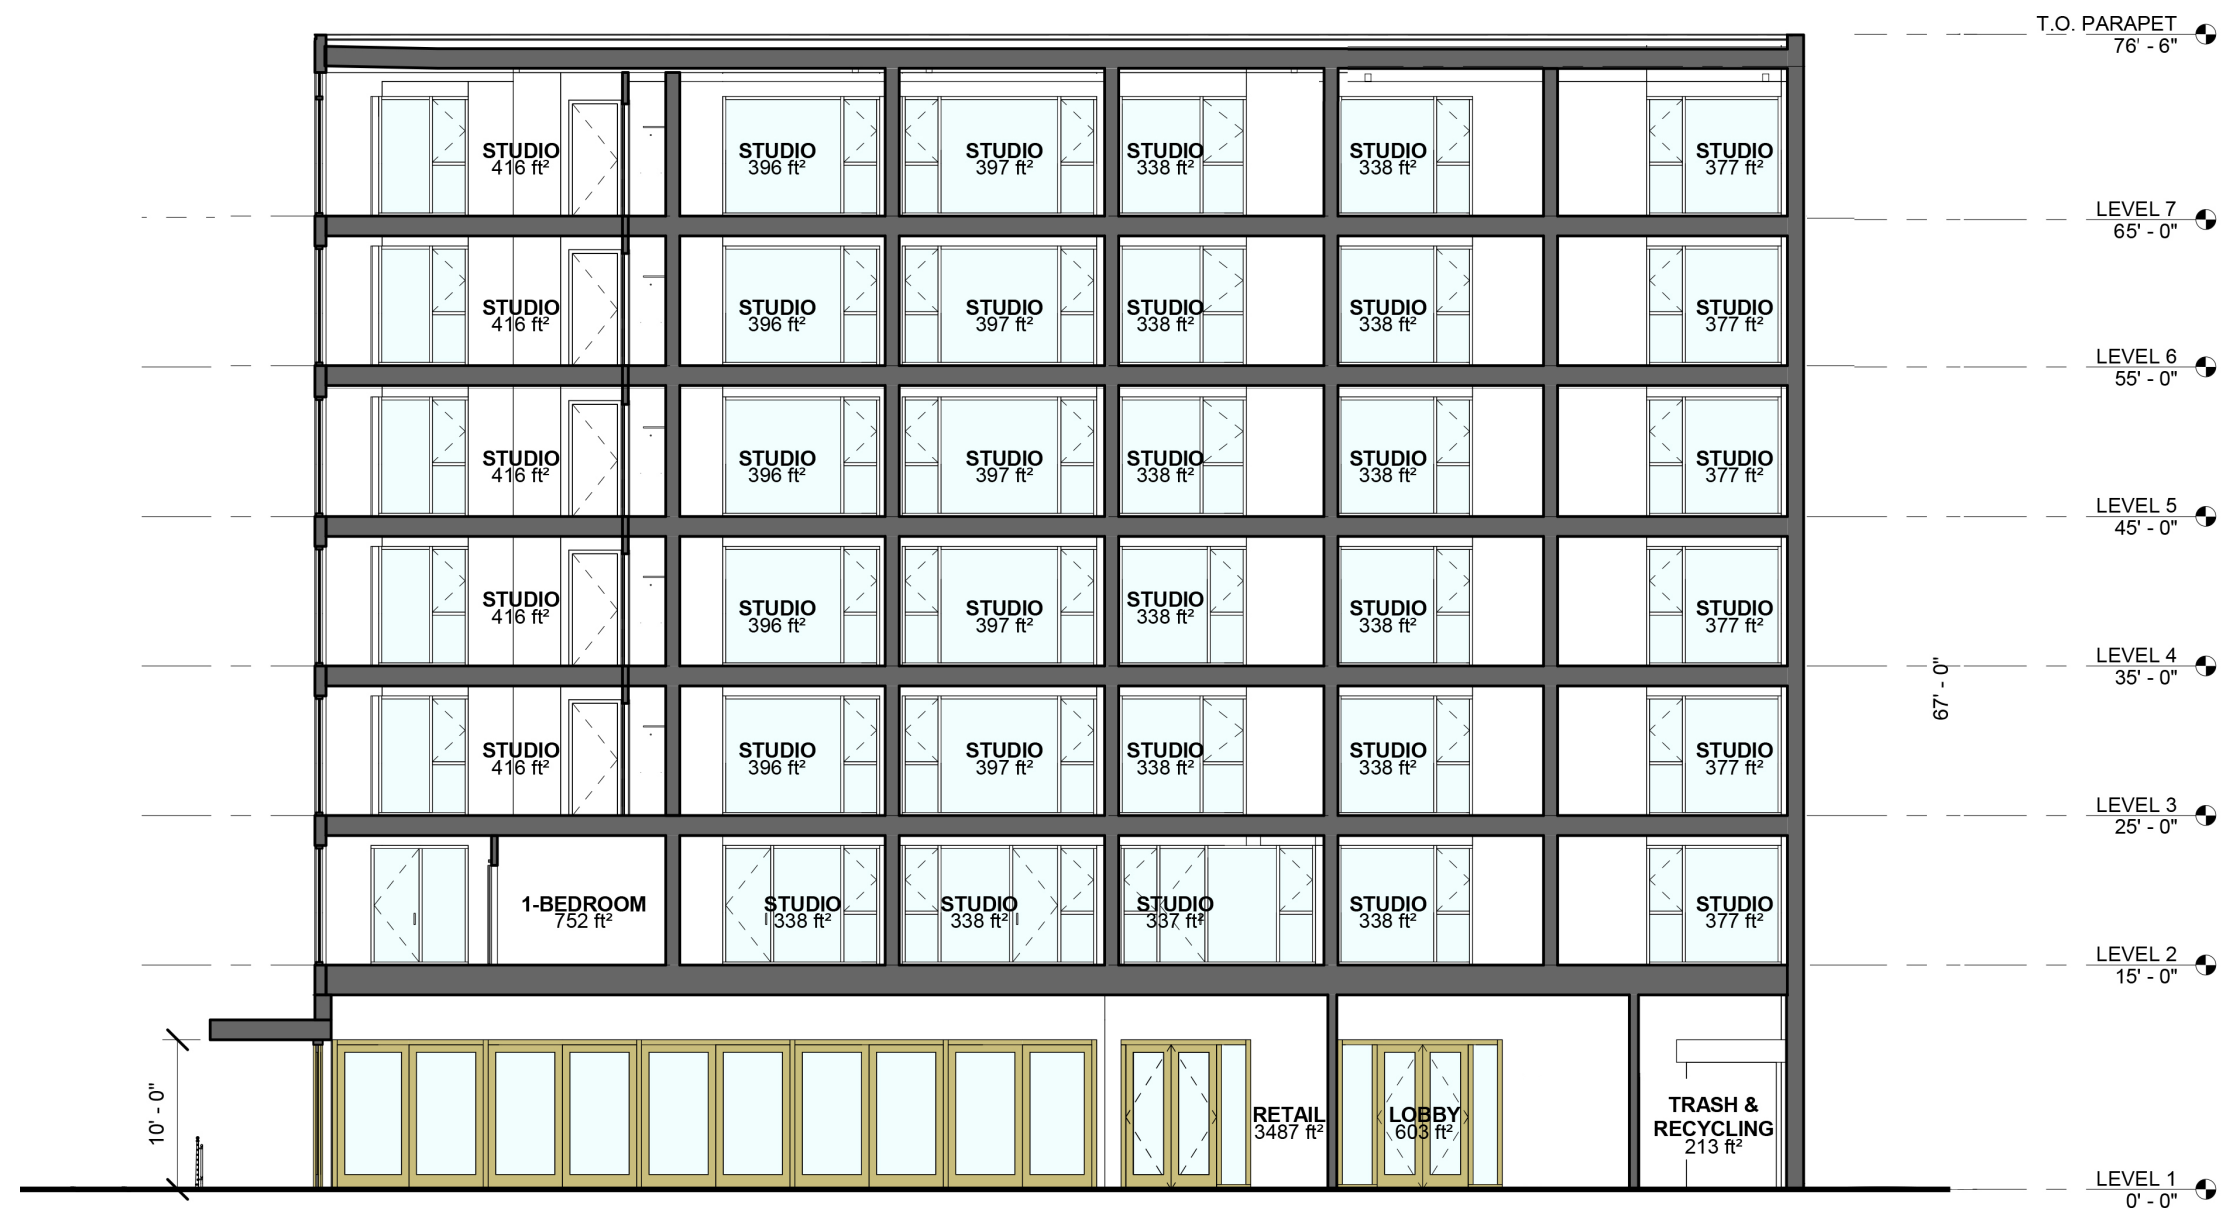 T.O. PARAPET
76' - 6"
STUDIO
416 ft²
STUDIO
396 ft²
STUDIO
397 ft²
STUDIO
338 ft²
STUDIO
338 ft²
STUDIO
377 ft²
LEVEL 7
65' - 0"
STUDIO
416 ft²
STUDIO
396 ft²
STUDIO
397 ft²
STUDIO
338 ft²
STUDIO
338 ft²
STUDIO
377 ft²
LEVEL 6
55' - 0"
STUDIO
416 ft²
STUDIO
396 ft²
STUDIO
397 ft²
STUDIO
338 ft²
STUDIO
338 ft²
STUDIO
377 ft²
LEVEL 5
45' - 0"
STUDIO
416 ft²
STUDIO
396 ft²
STUDIO
397 ft²
STUDIO
338 ft²
STUDIO
338 ft²
STUDIO
377 ft²
LEVEL 4
35' - 0"
67' - 0"
STUDIO
416 ft²
STUDIO
396 ft²
STUDIO
397 ft²
STUDIO
338 ft²
STUDIO
338 ft²
STUDIO
377 ft²
LEVEL 3
25' - 0"
1-BEDROOM
752 ft²
STUDIO
338 ft²
STUDIO
338 ft²
STUDIO
337 ft²
STUDIO
338 ft²
STUDIO
377 ft²
LEVEL 2
15' - 0"
10' - 0"
RETAIL
3487 ft²
LOBBY
603 ft²
TRASH &
RECYCLING
213 ft²
LEVEL 1
0' - 0"